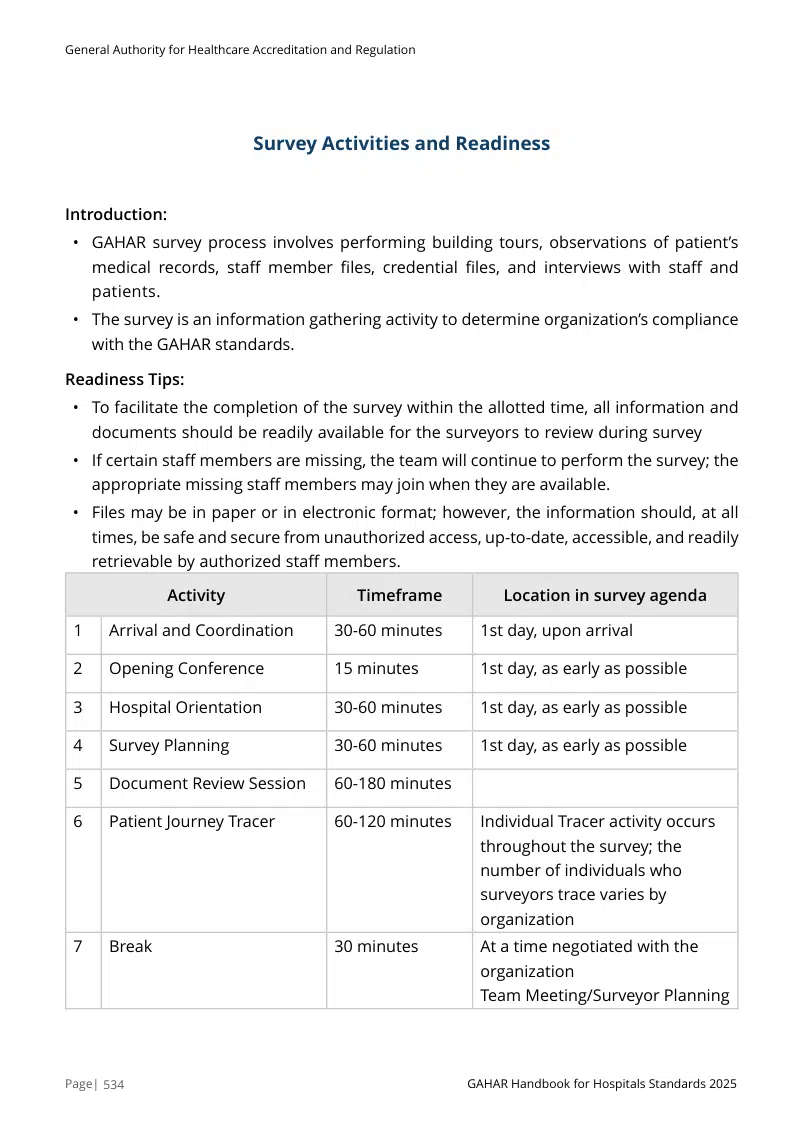 General Authority for Healthcare Accreditation and Regulation
Survey Activities and Readiness
Introduction:
• GAHAR survey process involves performing building tours, observations of patient’s
medical records, staff member files, credential files, and interviews with staff and
patients.
• The survey is an information gathering activity to determine organization’s compliance
with the GAHAR standards.
Readiness Tips:
• To facilitate the completion of the survey within the allotted time, all information and
documents should be readily available for the surveyors to review during survey
• If certain staff members are missing, the team will continue to perform the survey; the
appropriate missing staff members may join when they are available.
• Files may be in paper or in electronic format; however, the information should, at all
times, be safe and secure from unauthorized access, up-to-date, accessible, and readily
retrievable by authorized staff members.
Activity Timeframe Location in survey agenda
1 Arrival and Coordination 30-60 minutes 1st day, upon arrival
2 Opening Conference 15 minutes 1st day, as early as possible
3 Hospital Orientation 30-60 minutes 1st day, as early as possible
4 Survey Planning 30-60 minutes 1st day, as early as possible
5 Document Review Session 60-180 minutes
6 Patient Journey Tracer 60-120 minutes Individual Tracer activity occurs
throughout the survey; the
number of individuals who
surveyors trace varies by
organization
7 Break 30 minutes At a time negotiated with the
organization
Team Meeting/Surveyor Planning
Page| 534 GAHAR Handbook for Hospitals Standards 2025